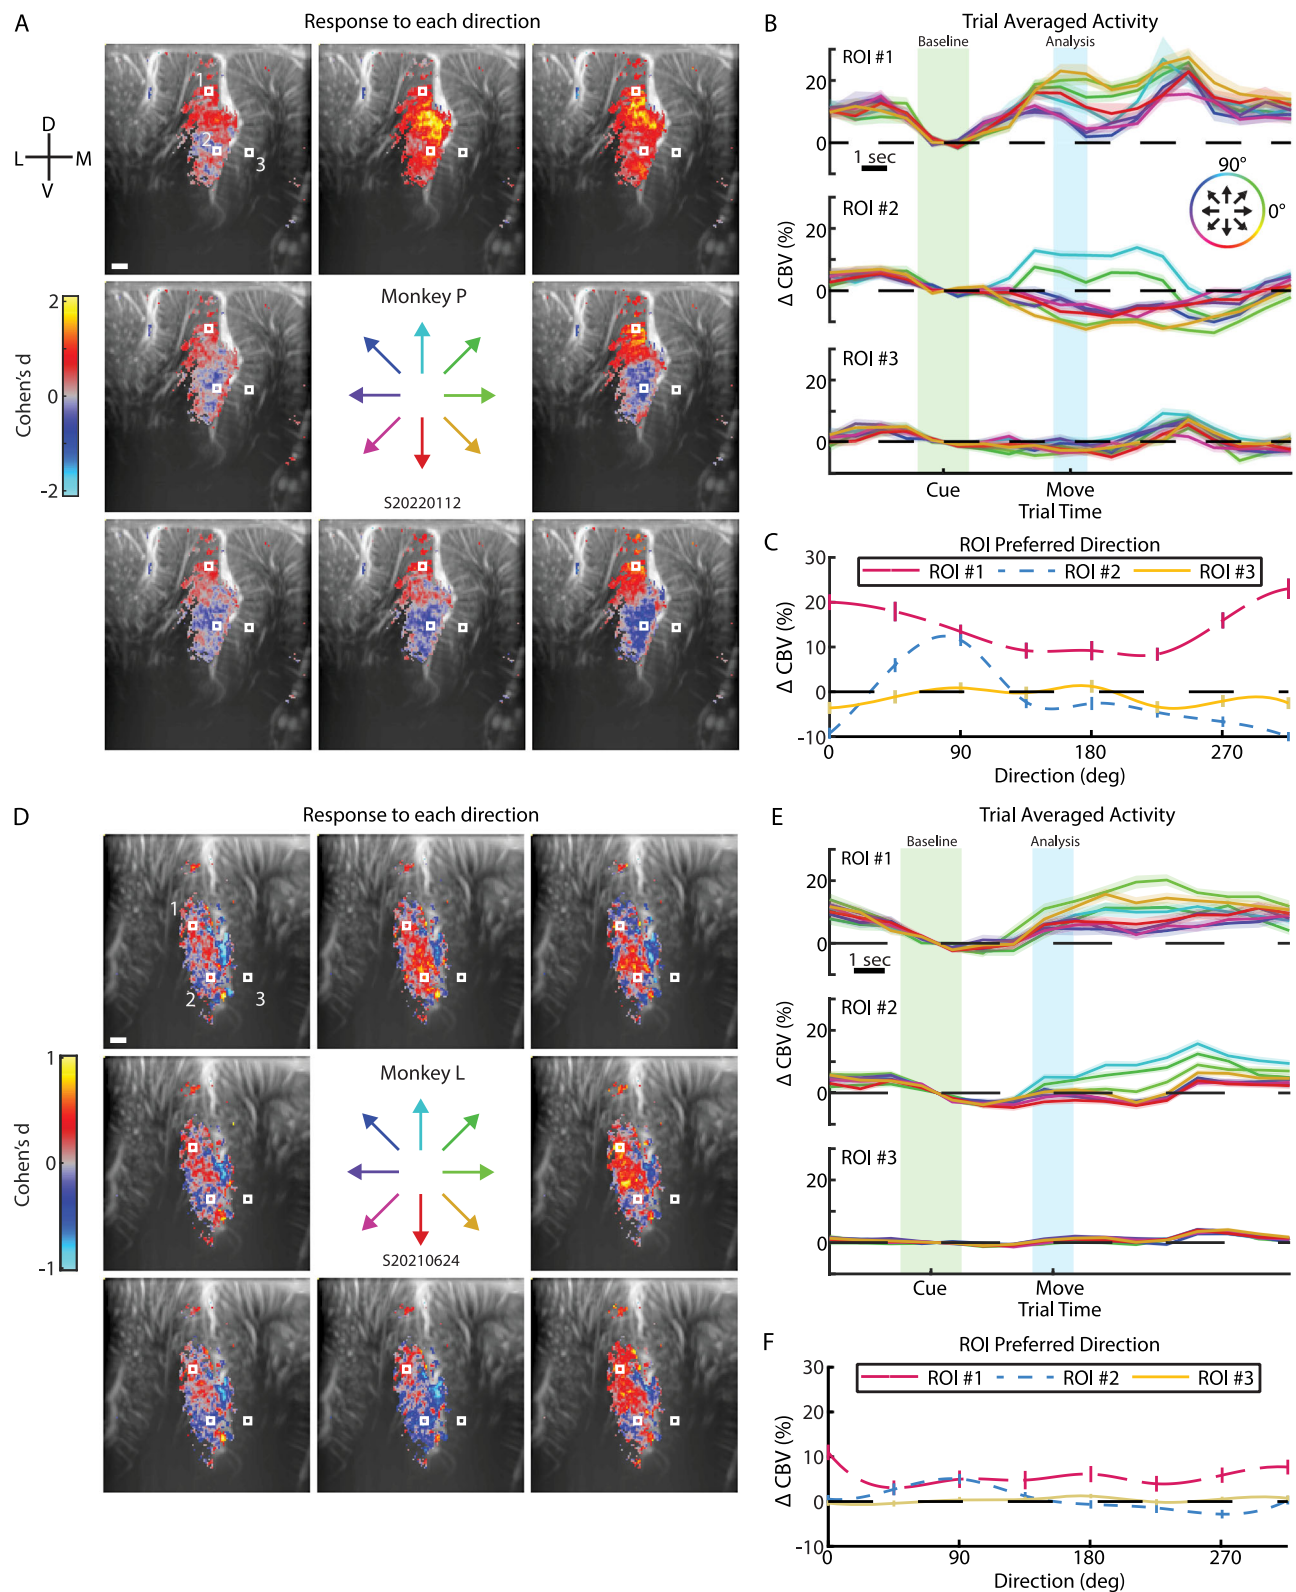 A
Response to each direction
1
2
3
D
L
M
V
2
1
0
-1
-2
Cohen's d
Monkey P
S20220112
B
Trial Averaged Activity
Baseline
Analysis
ROI #1
20
0
1 sec
90°
0°
ROI #2
20
0
Δ CBV (%)
ROI #3
20
0
Cue
Move
Trial Time
C
ROI Preferred Direction
ROI #1
ROI #2
ROI #3
30
20
10
0
-10
Δ CBV (%)
0
90
180
270
Direction (deg)
D
Response to each direction
1
2
3
1
0
-1
Cohen's d
Monkey L
S20210624
E
Trial Averaged Activity
Baseline
Analysis
ROI #1
20
0
1 sec
ROI #2
20
0
Δ CBV (%)
ROI #3
20
0
Cue
Move
Trial Time
F
ROI Preferred Direction
ROI #1
ROI #2
ROI #3
30
20
10
0
-10
Δ CBV (%)
0
90
180
270
Direction (deg)